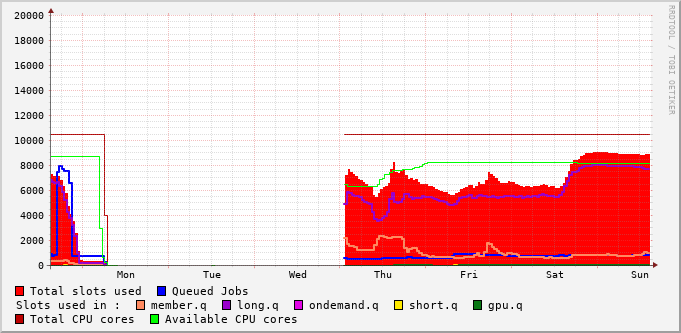 20000
18000
16000
14000
12000
10000
8000
6000
4000
2000
0
Mon Tue Wed Thu Fri Sat Sun
Total slots used Queued Jobs
Slots used in : member.q long.q ondemand.q short.q gpu.q
Total CPU cores Available CPU cores
RRDTOOL / TOBI OETIKER